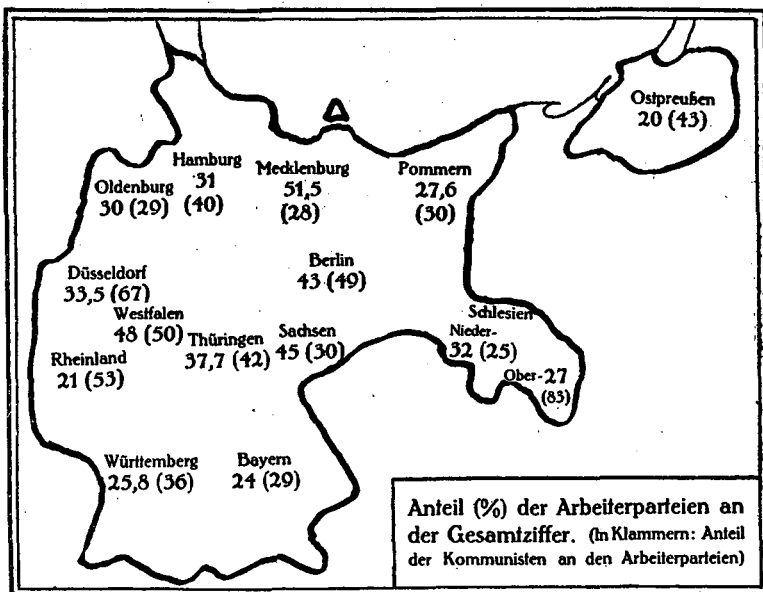 Ostpreußen
20 (43)
Hamburg
31
(40)
Mecklenburg
51,5
(28)
Pommern
27,6
(30)
Oldenburg
30 (29)
Berlin
43 (49)
Düsseldorf
33,5 (67)
Westfalen
48 (50)
Thüringen
37,7 (42)
Sachsen
45 (30)
Schlesien
Nieder-
32 (25)
Ober-27
(83)
Rheinland
21 (53)
Württemberg
25,8 (36)
Bayern
24 (29)
Anteil (%) der Arbeiterparteien an
der Gesamtziffer. (In Klammern: Anteil
der Kommunisten an den Arbeiterparteien)